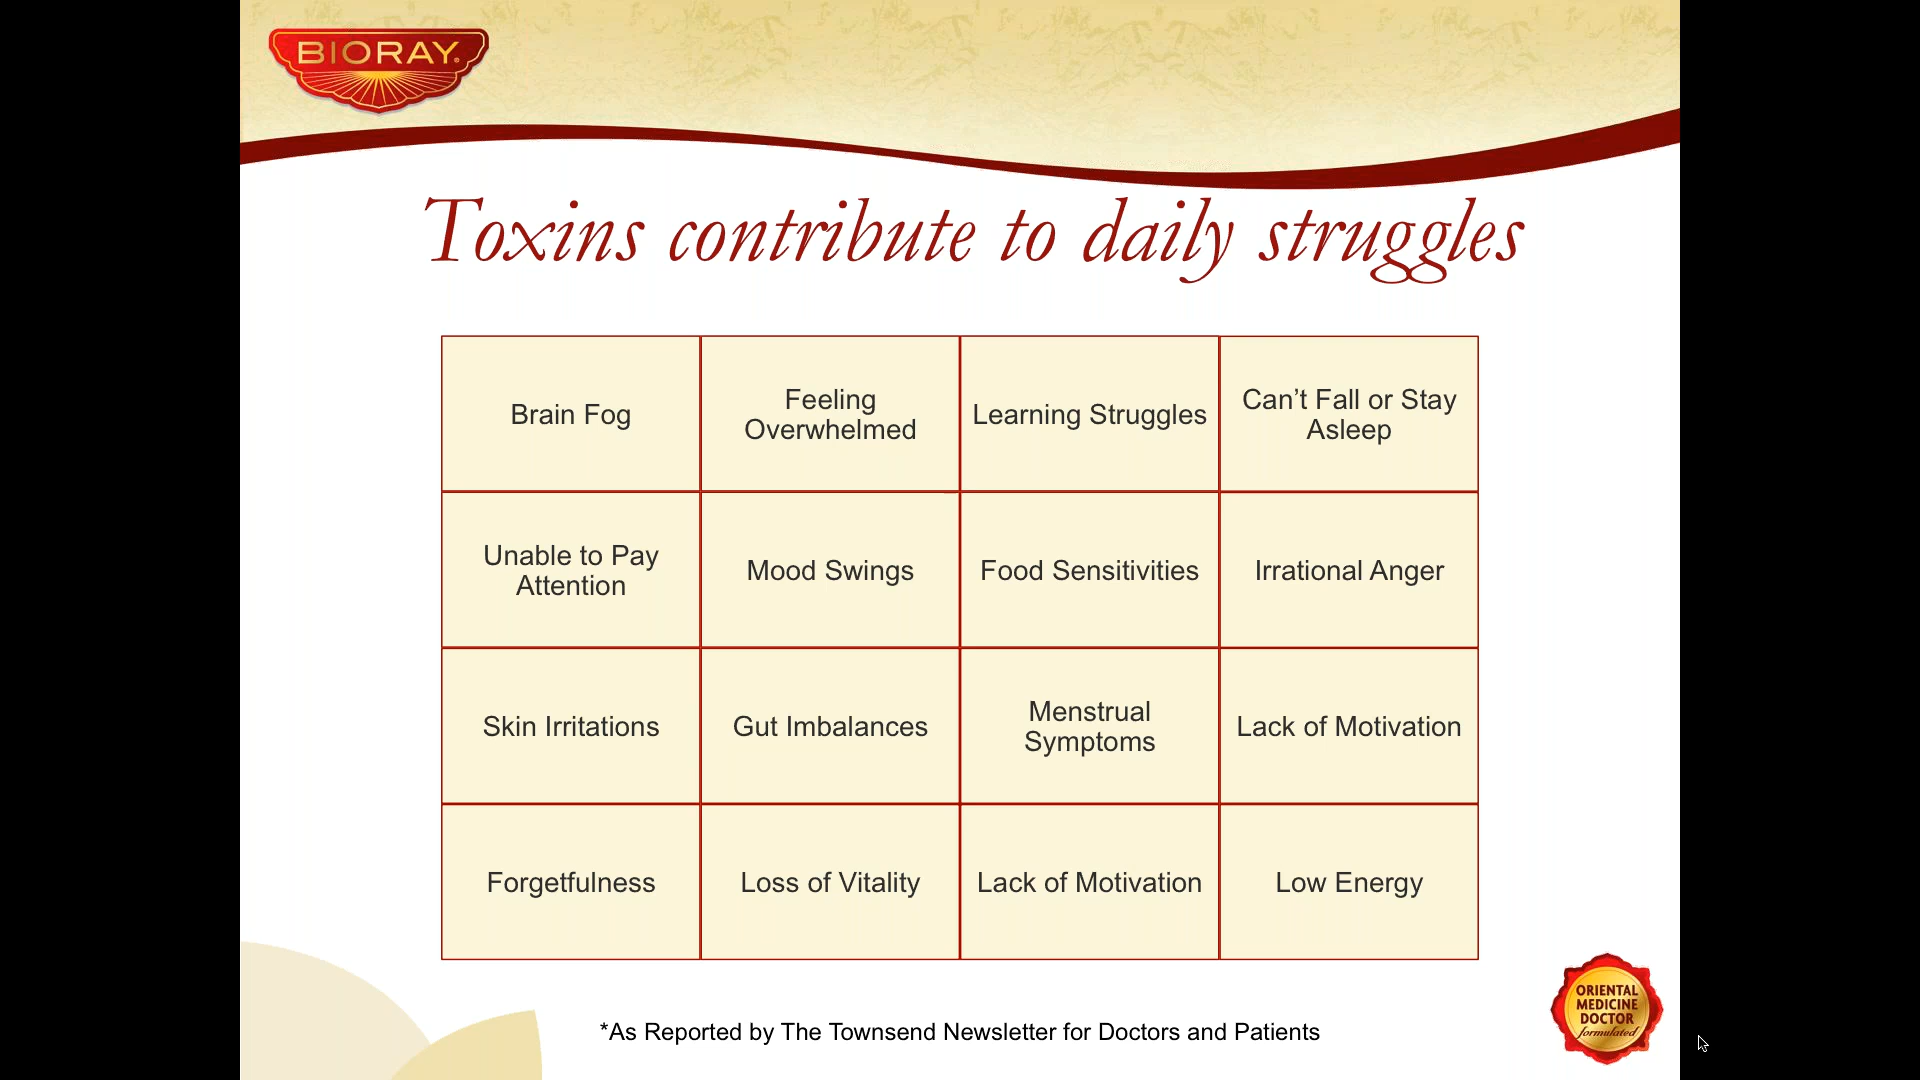 BIORAY®
Toxins contribute to daily struggles
Brain Fog
Feeling
Overwhelmed
Learning Struggles
Can’t Fall or Stay
Asleep
Unable to Pay
Attention
Mood Swings
Food Sensitivities
Irrational Anger
Skin Irritations
Gut Imbalances
Menstrual
Symptoms
Lack of Motivation
Forgetfulness
Loss of Vitality
Lack of Motivation
Low Energy
*As Reported by The Townsend Newsletter for Doctors and Patients
ORIENTAL
MEDICINE
DOCTOR
formulated